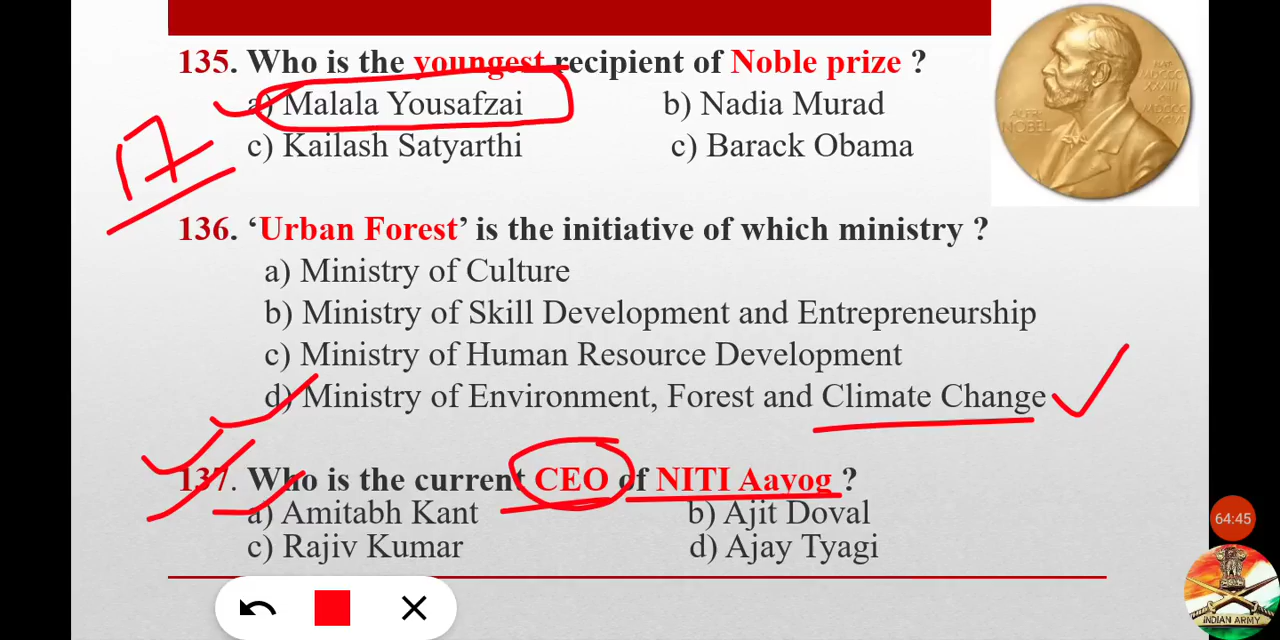 135. Who is the youngest recipient of Noble prize ?
a) Malala Yousafzai b) Nadia Murad
c) Kailash Satyarthi c) Barack Obama
17
136. ‘Urban Forest’ is the initiative of which ministry ?
a) Ministry of Culture
b) Ministry of Skill Development and Entrepreneurship
c) Ministry of Human Resource Development
d) Ministry of Environment, Forest and Climate Change
137. Who is the current CEO of NITI Aayog ?
a) Amitabh Kant b) Ajit Doval
c) Rajiv Kumar d) Ajay Tyagi
64:45
INDIAN ARMY